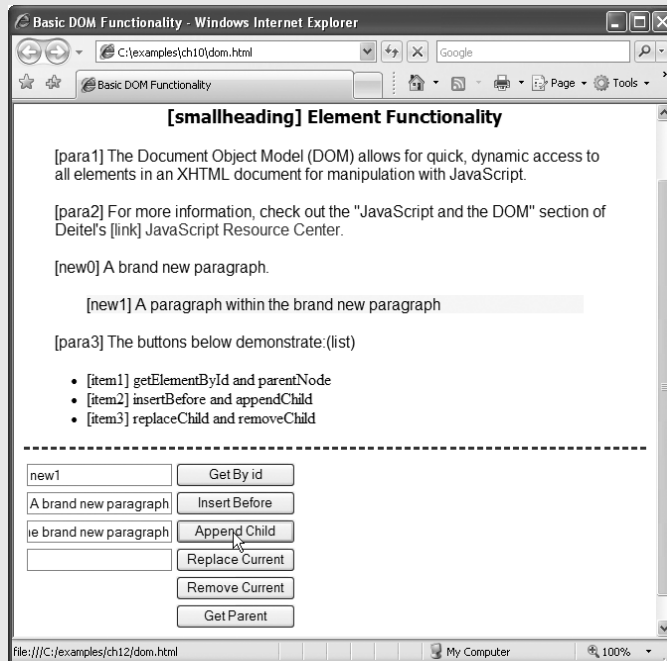 Basic DOM Functionality - Windows Internet Explorer
C:\examples\ch10\dom.html
Google
Basic DOM Functionality
Page
Tools
[smallheading] Element Functionality
[para1] The Document Object Model (DOM) allows for quick, dynamic access to
all elements in an XHTML document for manipulation with JavaScript.
[para2] For more information, check out the "JavaScript and the DOM" section of
Deitel's [link] JavaScript Resource Center.
[new0] A brand new paragraph.
[new1] A paragraph within the brand new paragraph
[para3] The buttons below demonstrate:(list)
• [item1] getElementById and parentNode
• [item2] insertBefore and appendChild
• [item3] replaceChild and removeChild
new1 Get By id
A brand new paragraph Insert Before
e brand new paragraph Append Child
Replace Current
Remove Current
Get Parent
file:///C:/examples/ch12/dom.html My Computer 100%